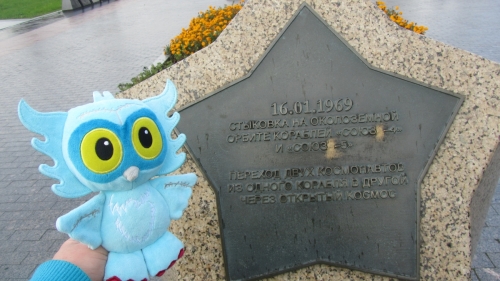 16.01.1969
СТЫКОВКА НА ОКОЛОЗЕМНОЙ
ОРБИТЕ КОРАБЛЕЙ «СОЮЗ-4»
И «СОЮЗ-5»
ПЕРЕХОД ДВУХ КОСМОНАВТОВ
ИЗ ОДНОГО КОРАБЛЯ В ДРУГОЙ
ЧЕРЕЗ ОТКРЫТЫЙ КОСМОС